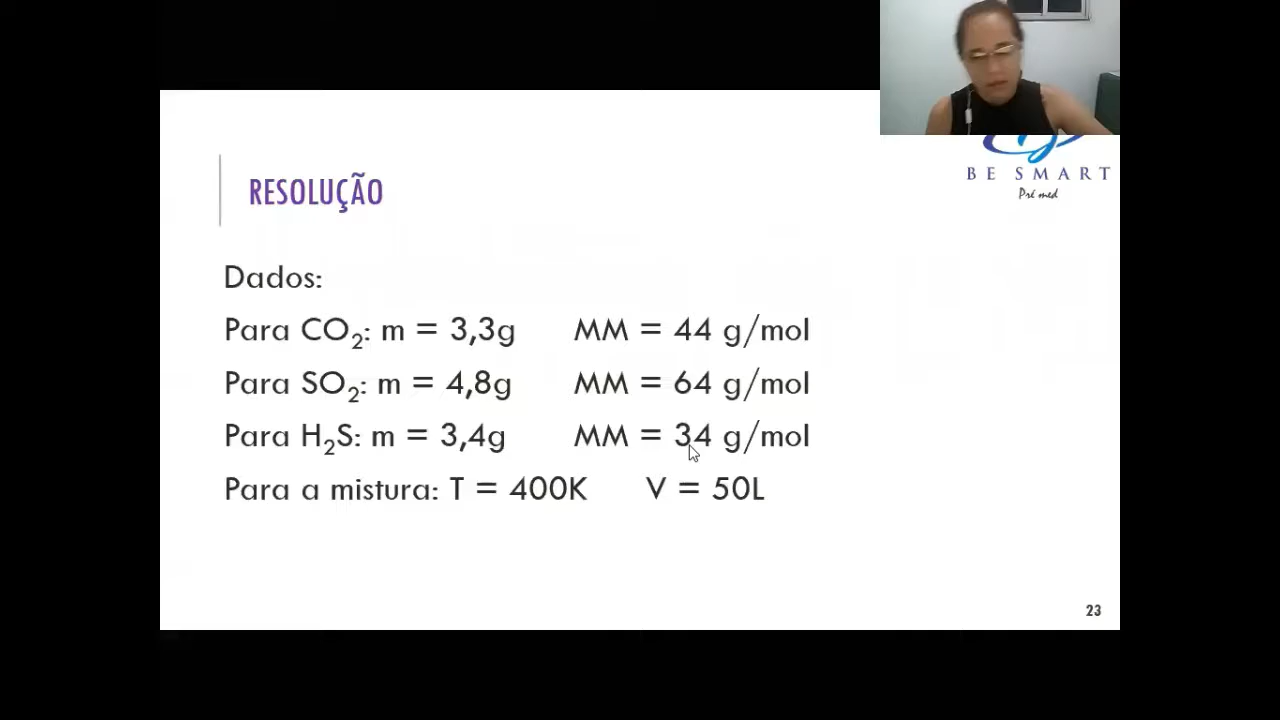 BE SMART
Pré med
RESOLUÇÃO
Dados:
Para CO₂: m = 3,3g MM = 44 g/mol
Para SO₂: m = 4,8g MM = 64 g/mol
Para H₂S: m = 3,4g MM = 34 g/mol
Para a mistura: T = 400K V = 50L
23